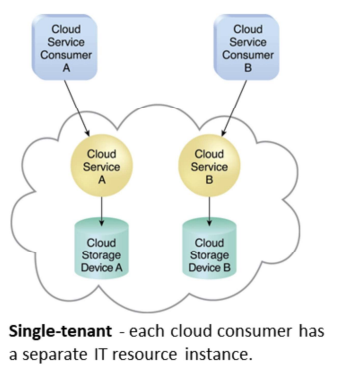 Cloud
Service
Consumer
A
Cloud
Service
Consumer
B
Cloud
Service
A
Cloud
Service
B
Cloud
Storage
Device A
Cloud
Storage
Device B
Single-tenant - each cloud consumer has
a separate IT resource instance.